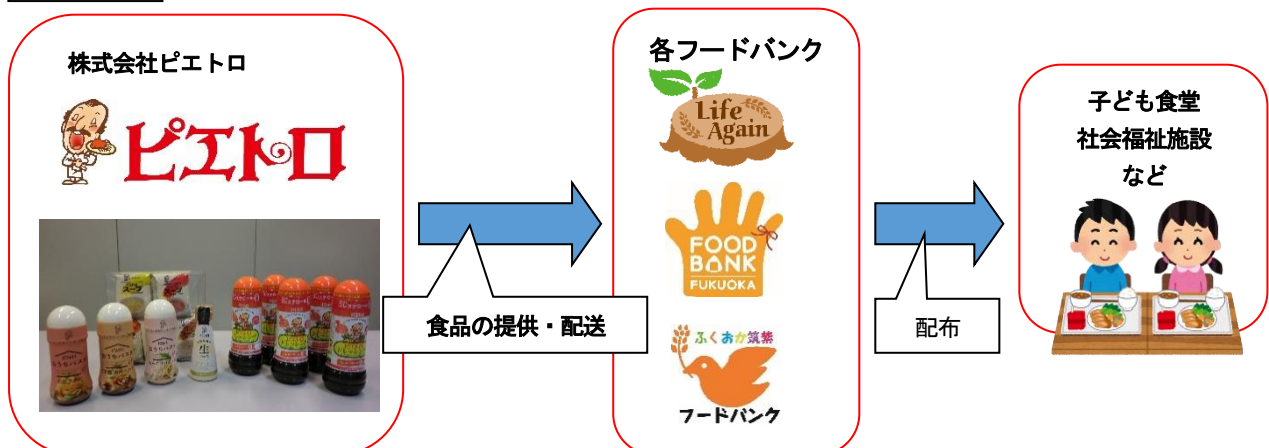 株式会社ピエトロ
ピエトロ
食品の提供・配送
各フードバンク
Life
Again
FOOD
BANK
FUKUOKA
ふくおか筑紫
フードバンク
配布
子ども食堂
社会福祉施設
など